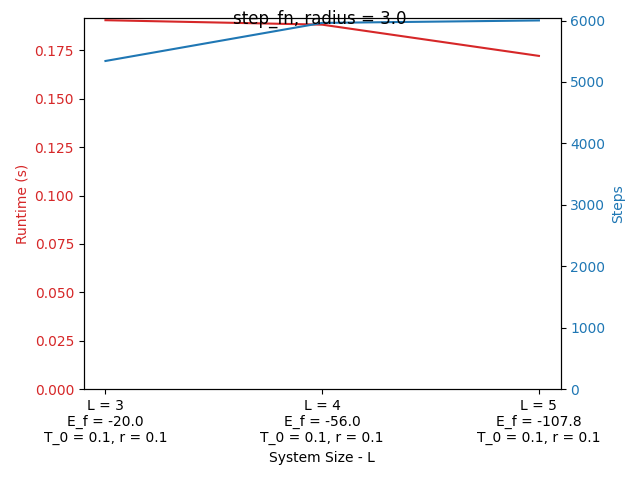 step_fn, radius = 3.0
Runtime (s)
0.175
0.150
0.125
0.100
0.075
0.050
0.025
0.000
6000
5000
4000
3000
2000
1000
0
Steps
L = 3
E_f = -20.0
T_0 = 0.1, r = 0.1
L = 4
E_f = -56.0
T_0 = 0.1, r = 0.1
L = 5
E_f = -107.8
T_0 = 0.1, r = 0.1
System Size - L